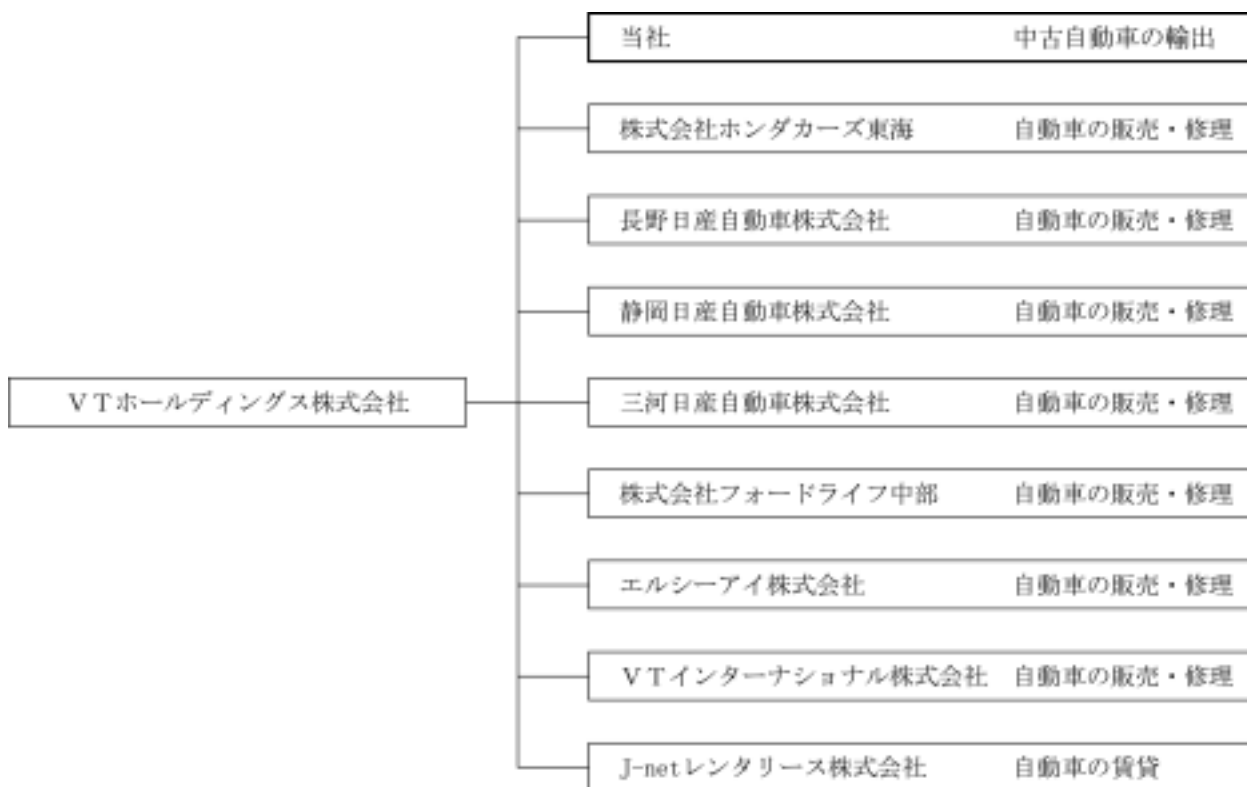 当社 中古自動車の輸出
株式会社ホンダカーズ東海 自動車の販売・修理
長野日産自動車株式会社 自動車の販売・修理
静岡日産自動車株式会社 自動車の販売・修理
ＶＴホールディングス株式会社 三河日産自動車株式会社 自動車の販売・修理
株式会社フォードライフ中部 自動車の販売・修理
エルシーアイ株式会社 自動車の販売・修理
ＶＴインターナショナル株式会社 自動車の販売・修理
J-netレンタリース株式会社 自動車の賃貸